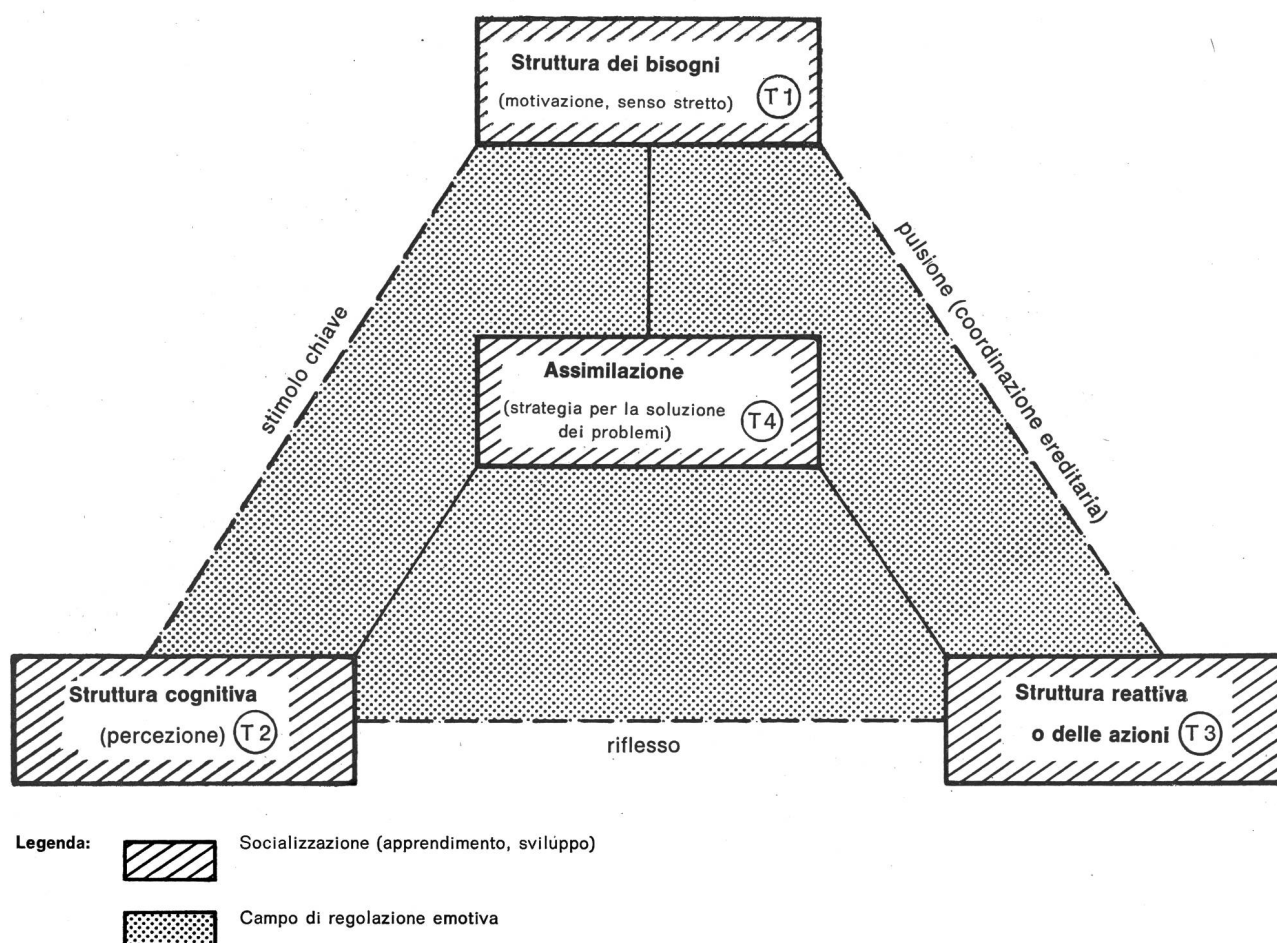 Struttura dei bisogni
(motivazione, senso stretto) T1
stimolo chiave
pulsione (coordinazione ereditaria)
Assimilazione
(strategia per la soluzione
dei problemi) T4
Struttura cognitiva
(percezione) T2
riflesso
Struttura reattiva
o delle azioni T3
Legenda:
Socializzazione (apprendimento, sviluppo)
Campo di regolazione emotiva